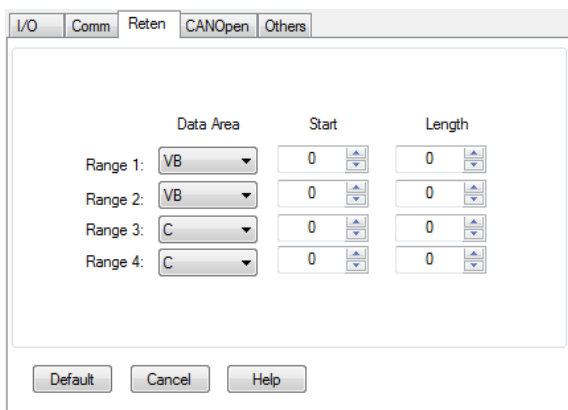 I/O Comm Reten CANOpen Others
Data Area Start Length
Range 1: VB 0 0
Range 2: VB 0 0
Range 3: C 0 0
Range 4: C 0 0
Default Cancel Help